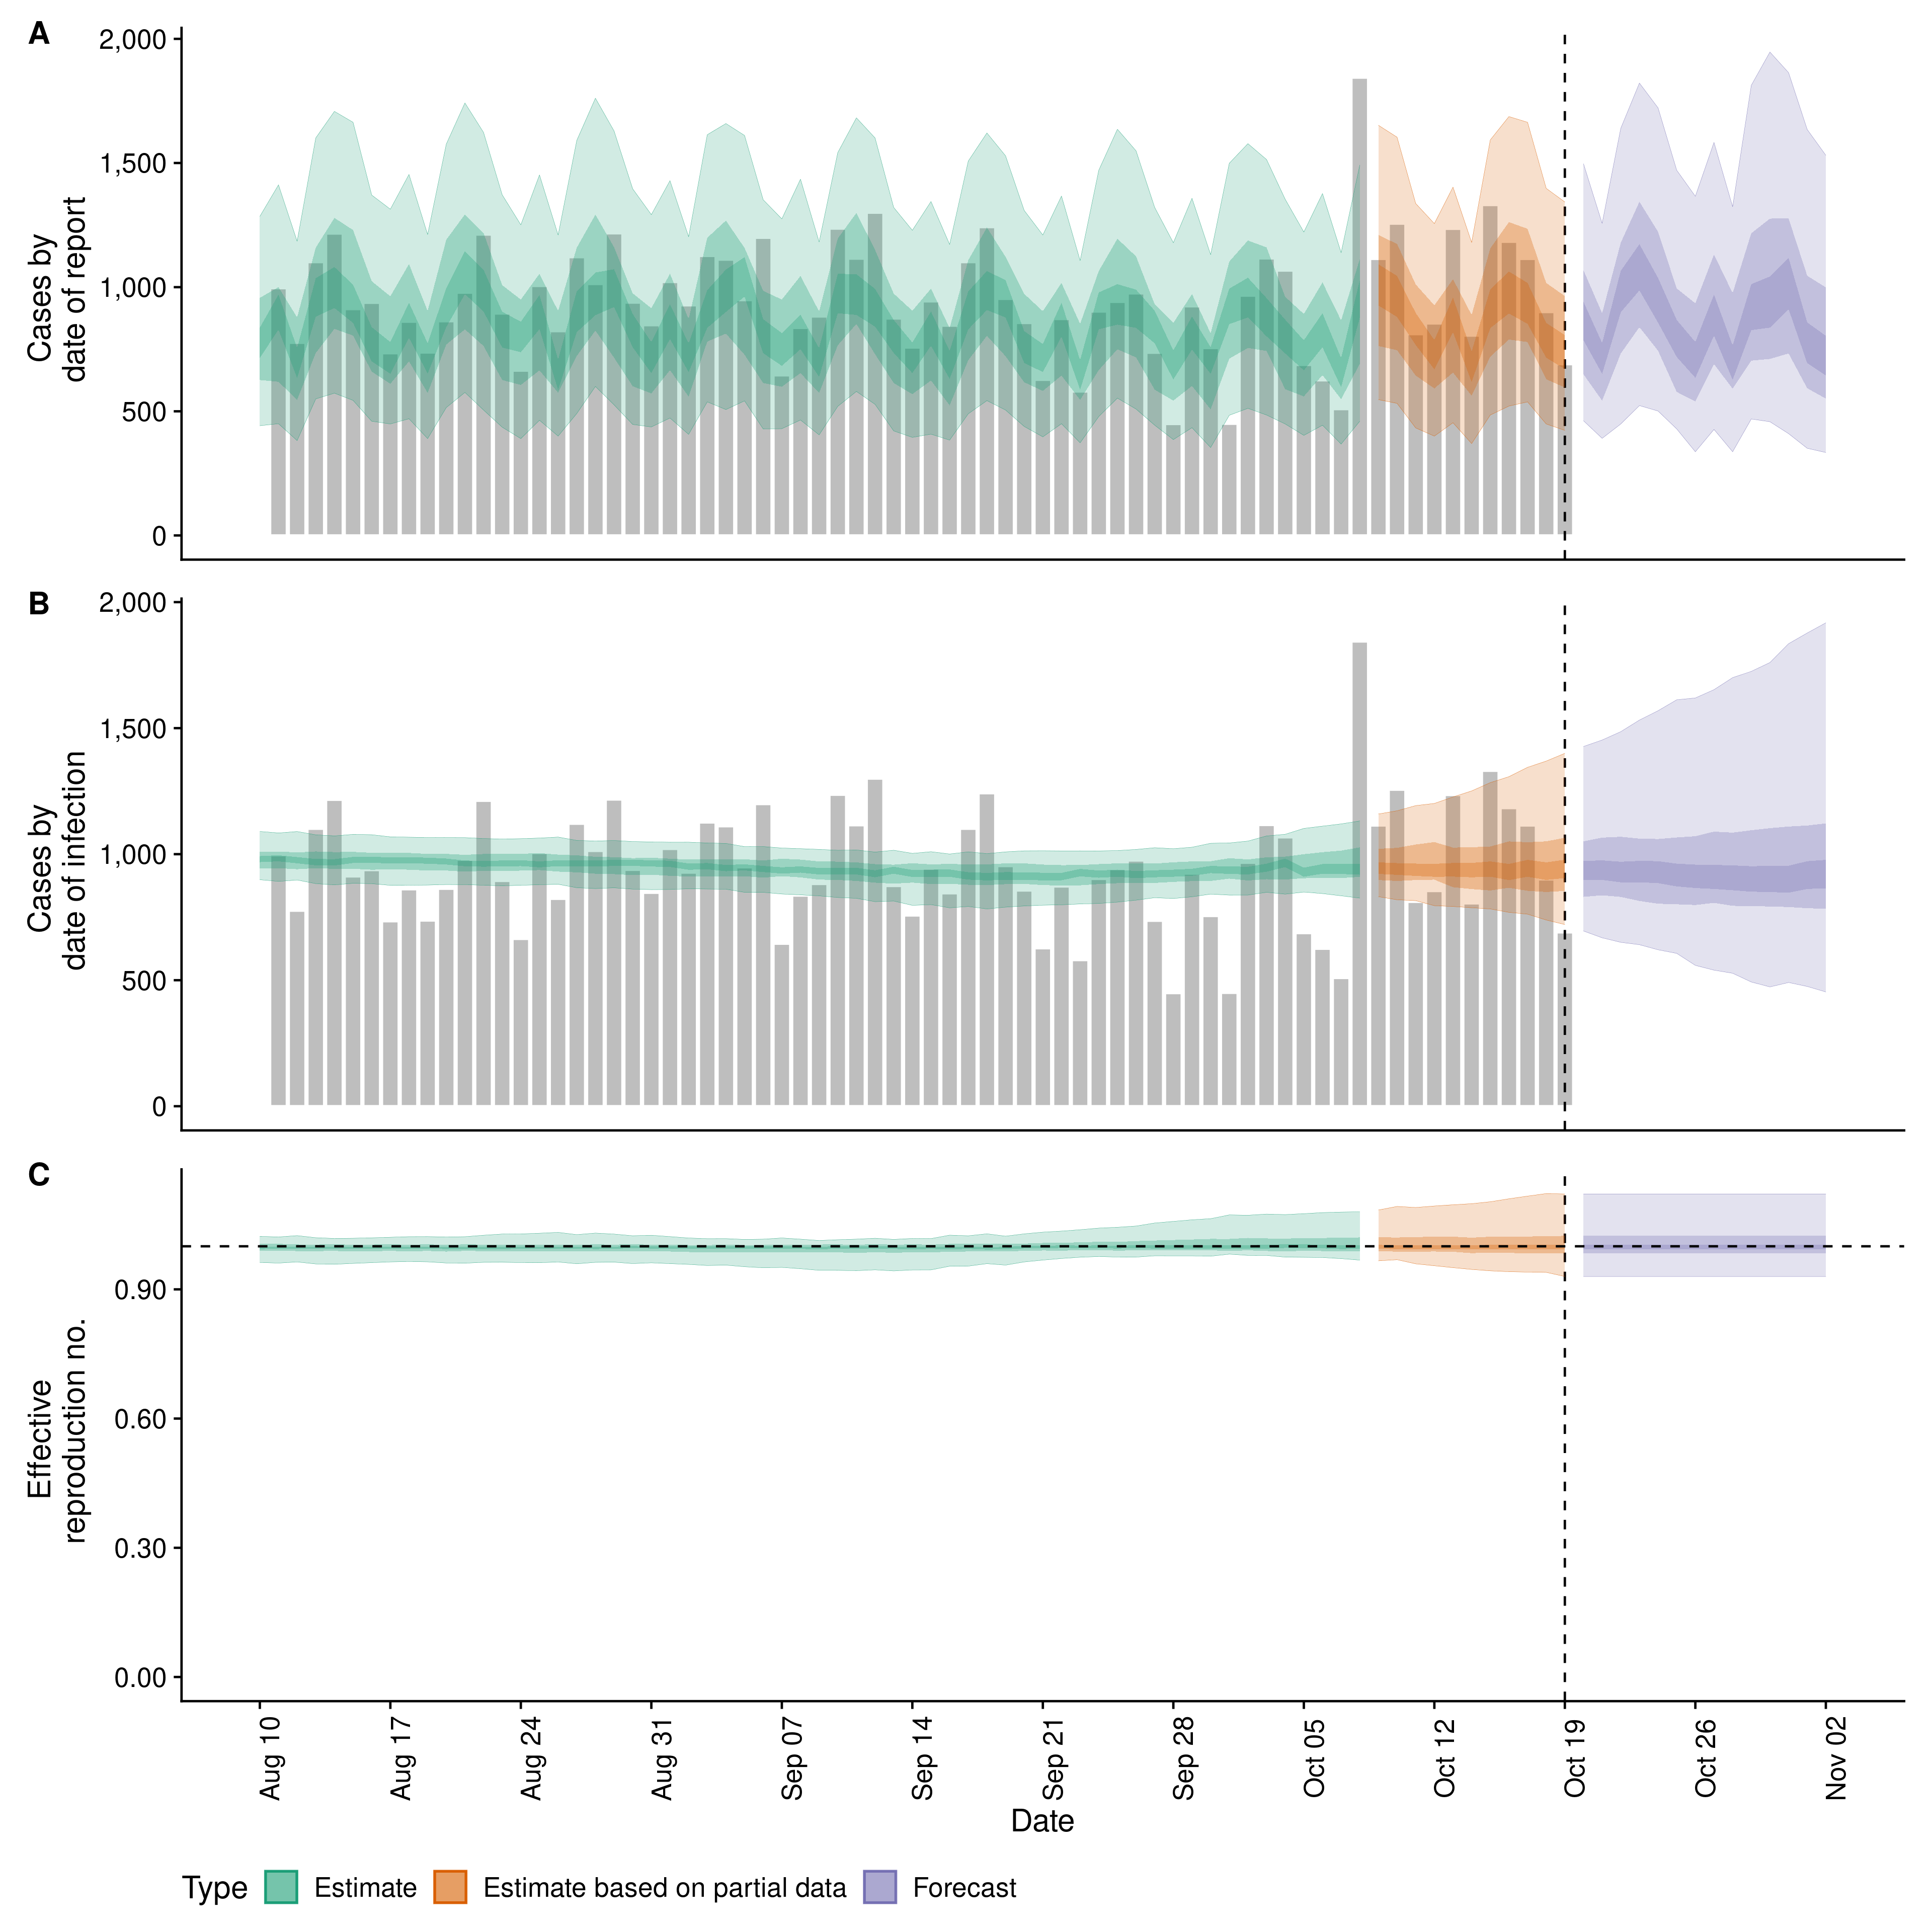 A
2,000
1,500
1,000
500
0
Cases by
date of report
B
2,000
1,500
1,000
500
0
Cases by
date of infection
C
0.90
0.60
0.30
0.00
Effective
reproduction no.
Aug 10
Aug 17
Aug 24
Aug 31
Sep 07
Sep 14
Sep 21
Sep 28
Oct 05
Oct 12
Oct 19
Oct 26
Nov 02
Date
Type Estimate Estimate based on partial data Forecast